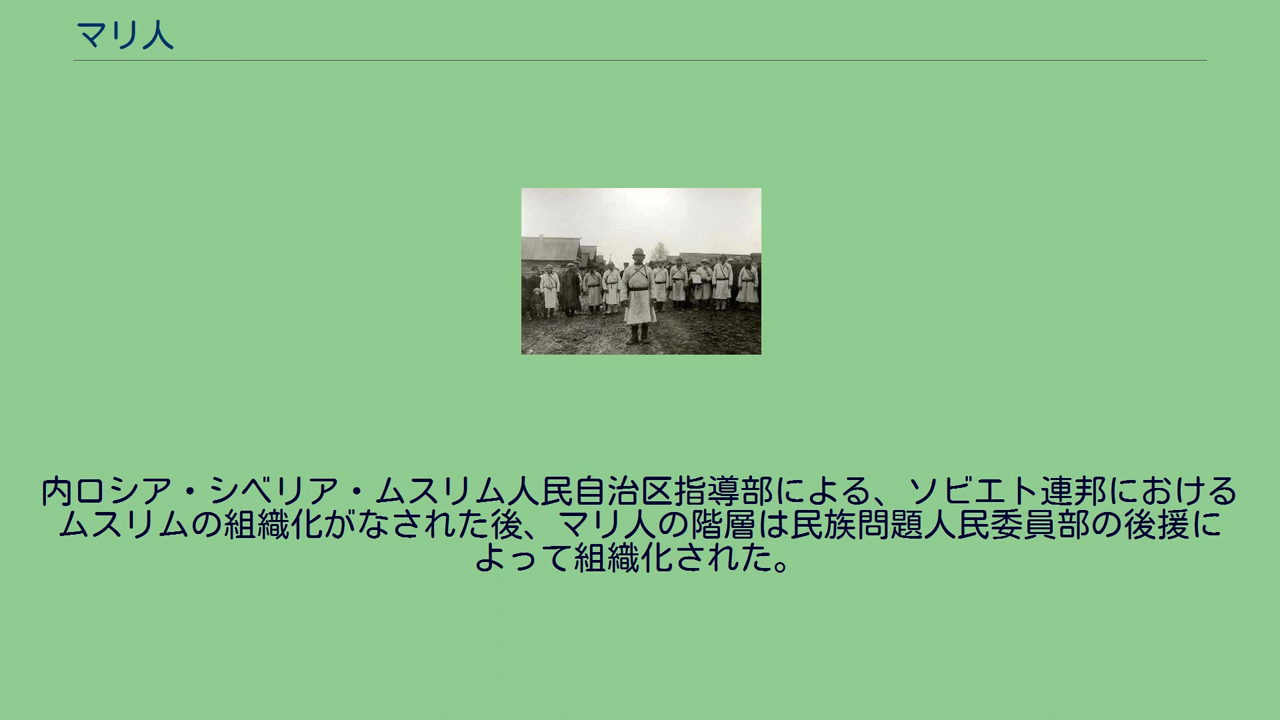 マリ人
内ロシア・シベリア・ムスリム人民自治区指導部による、ソビエト連邦における
ムスリムの組織化がなされた後、マリ人の階層は民族問題人民委員部の後援に
よって組織化された。